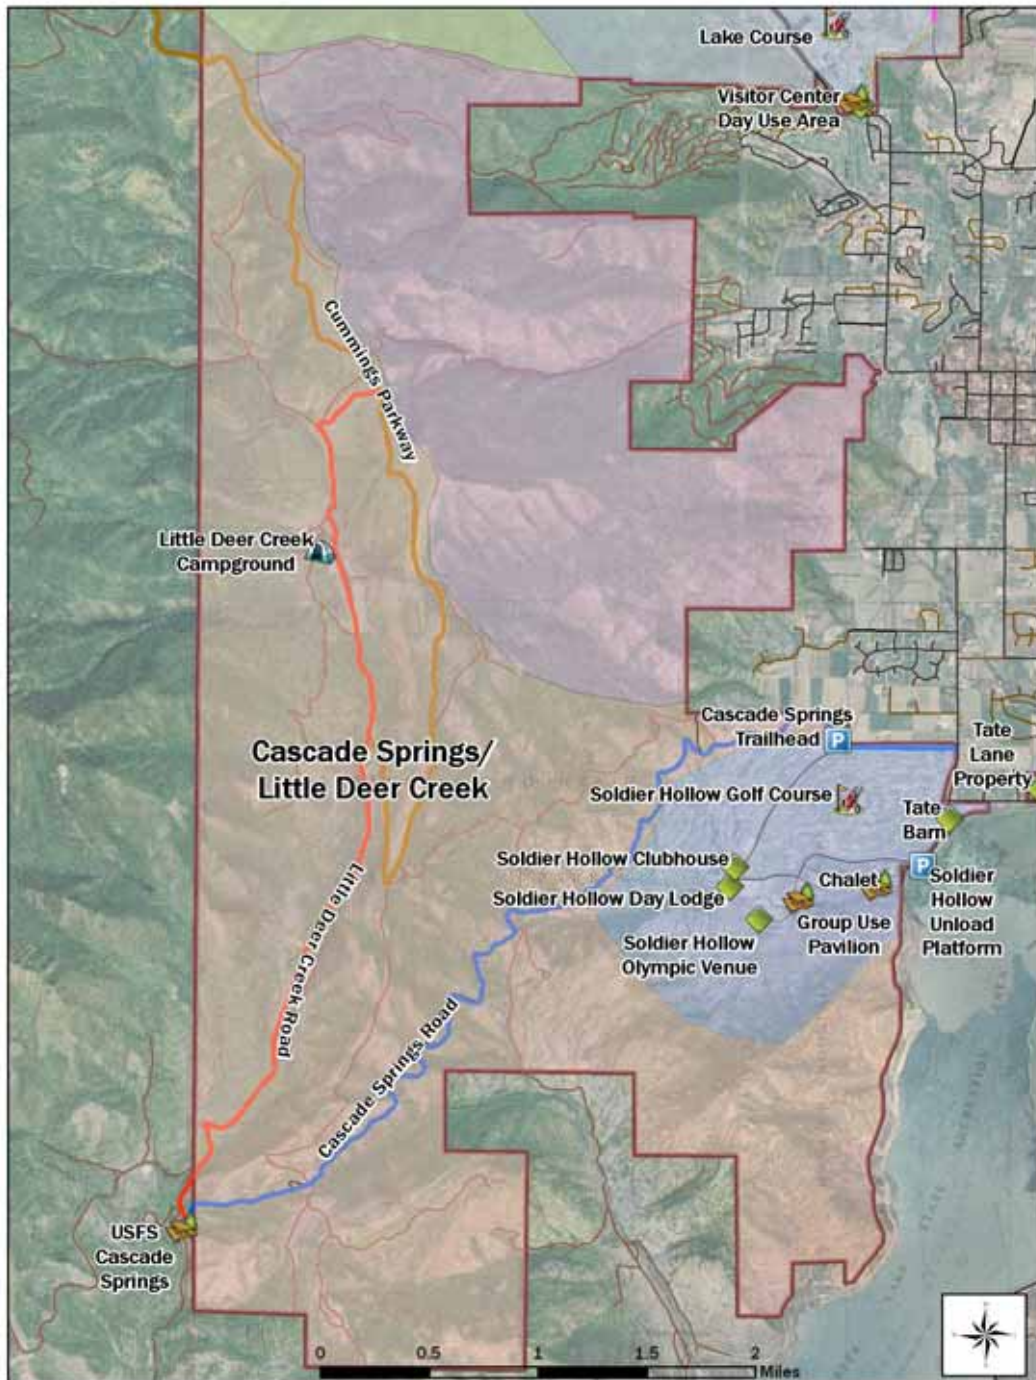 Lake Course
Visitor Center
Day Use Area
Cummings Parkway
Little Deer Creek
Campground
Cascade Springs
Trailhead
P
Tate
Lane
Property
Cascade Springs/
Little Deer Creek
Soldier Hollow Golf Course
Tate
Barn
Soldier Hollow Clubhouse
Soldier Hollow Day Lodge
Chalet
P
Soldier
Hollow
Unload
Platform
Group Use
Pavilion
Soldier Hollow
Olympic Venue
Little Deer Creek Road
Cascade Springs Road
USFS
Cascade
Springs
0 0.5 1 1.5 2
Miles